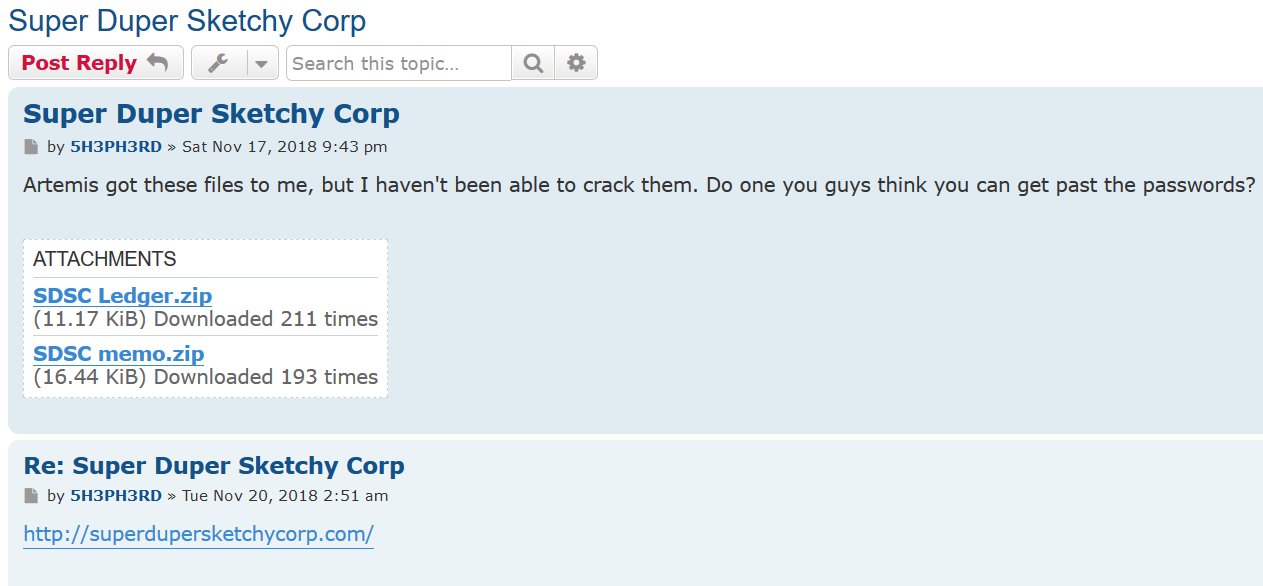 Super Duper Sketchy Corp
Post Reply
Search this topic…
Super Duper Sketchy Corp
by 5H3PH3RD » Sat Nov 17, 2018 9:43 pm
Artemis got these files to me, but I haven't been able to crack them. Do one you guys think you can get past the passwords?
ATTACHMENTS
SDSC Ledger.zip
(11.17 KiB) Downloaded 211 times
SDSC memo.zip
(16.44 KiB) Downloaded 193 times
Re: Super Duper Sketchy Corp
by 5H3PH3RD » Tue Nov 20, 2018 2:51 am
http://superdupersketchycorp.com/